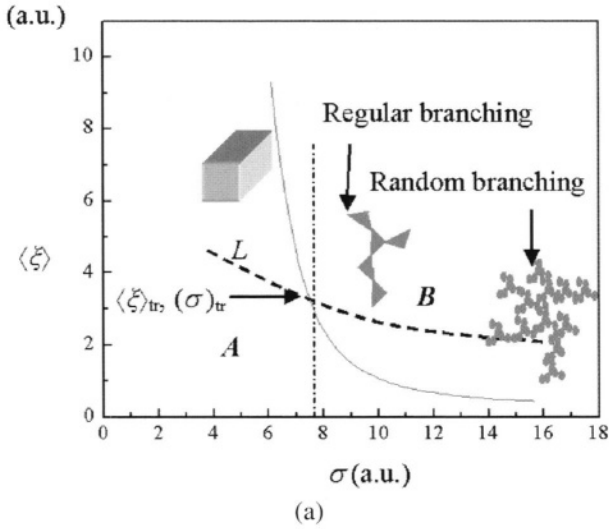 (a.u.)
10
8
6
4
2
0
⟨ξ⟩
Regular branching
Random branching
L
⟨ξ⟩tr, (σ)tr
B
A
0 2 4 6 8 10 12 14 16 18
σ (a.u.)
(a)